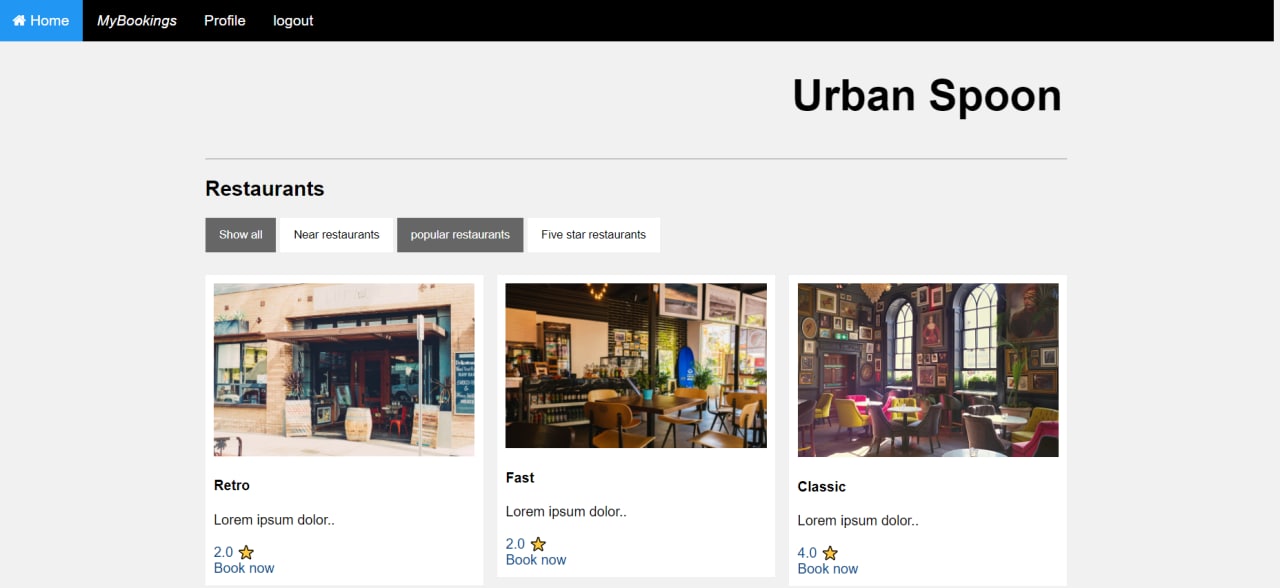 Home MyBookings Profile logout
Urban Spoon
Restaurants
Show all Near restaurants popular restaurants Five star restaurants
Retro
Lorem ipsum dolor..
2.0
Book now
Fast
Lorem ipsum dolor..
2.0
Book now
Classic
Lorem ipsum dolor..
4.0
Book now